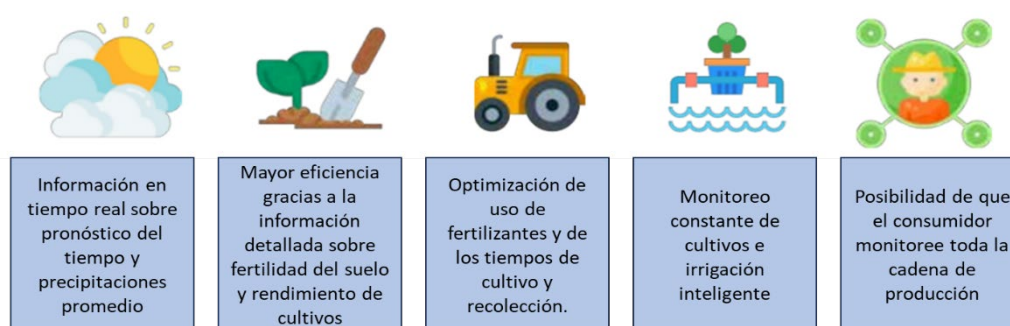 Información en
tiempo real sobre
pronóstico del
tiempo y
precipitaciones
promedio
Mayor eficiencia
gracias a la
información
detallada sobre
fertilidad del suelo
y rendimiento de
cultivos
Optimización de
uso de
fertilizantes y de
los tiempos de
cultivo y
recolección.
Monitoreo
constante de
cultivos e
irrigación
inteligente
Posibilidad de que
el consumidor
monitoree toda la
cadena de
producción